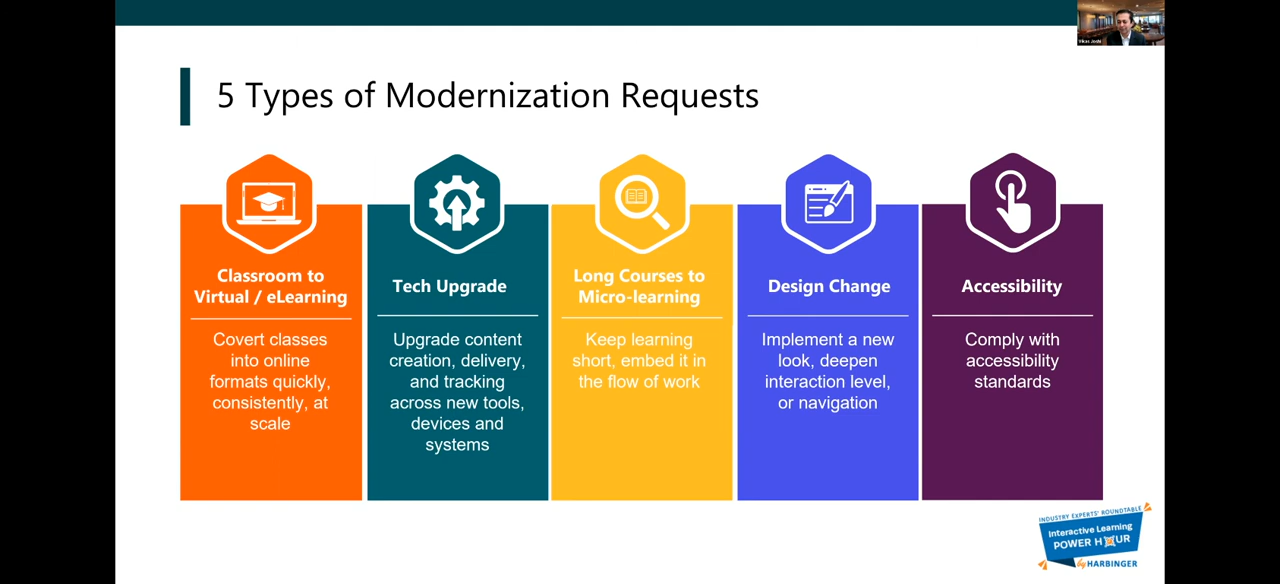 5 Types of Modernization Requests
Classroom to
Virtual / eLearning
Covert classes
into online
formats quickly,
consistently, at
scale
Tech Upgrade
Upgrade content
creation, delivery,
and tracking
across new tools,
devices and
systems
Long Courses to
Micro-learning
Keep learning
short, embed it in
the flow of work
Design Change
Implement a new
look, deepen
interaction level,
or navigation
Accessibility
Comply with
accessibility
standards
INDUSTRY EXPERTS' ROUNDTABLE
Interactive Learning
POWER HOUR
by HARBINGER